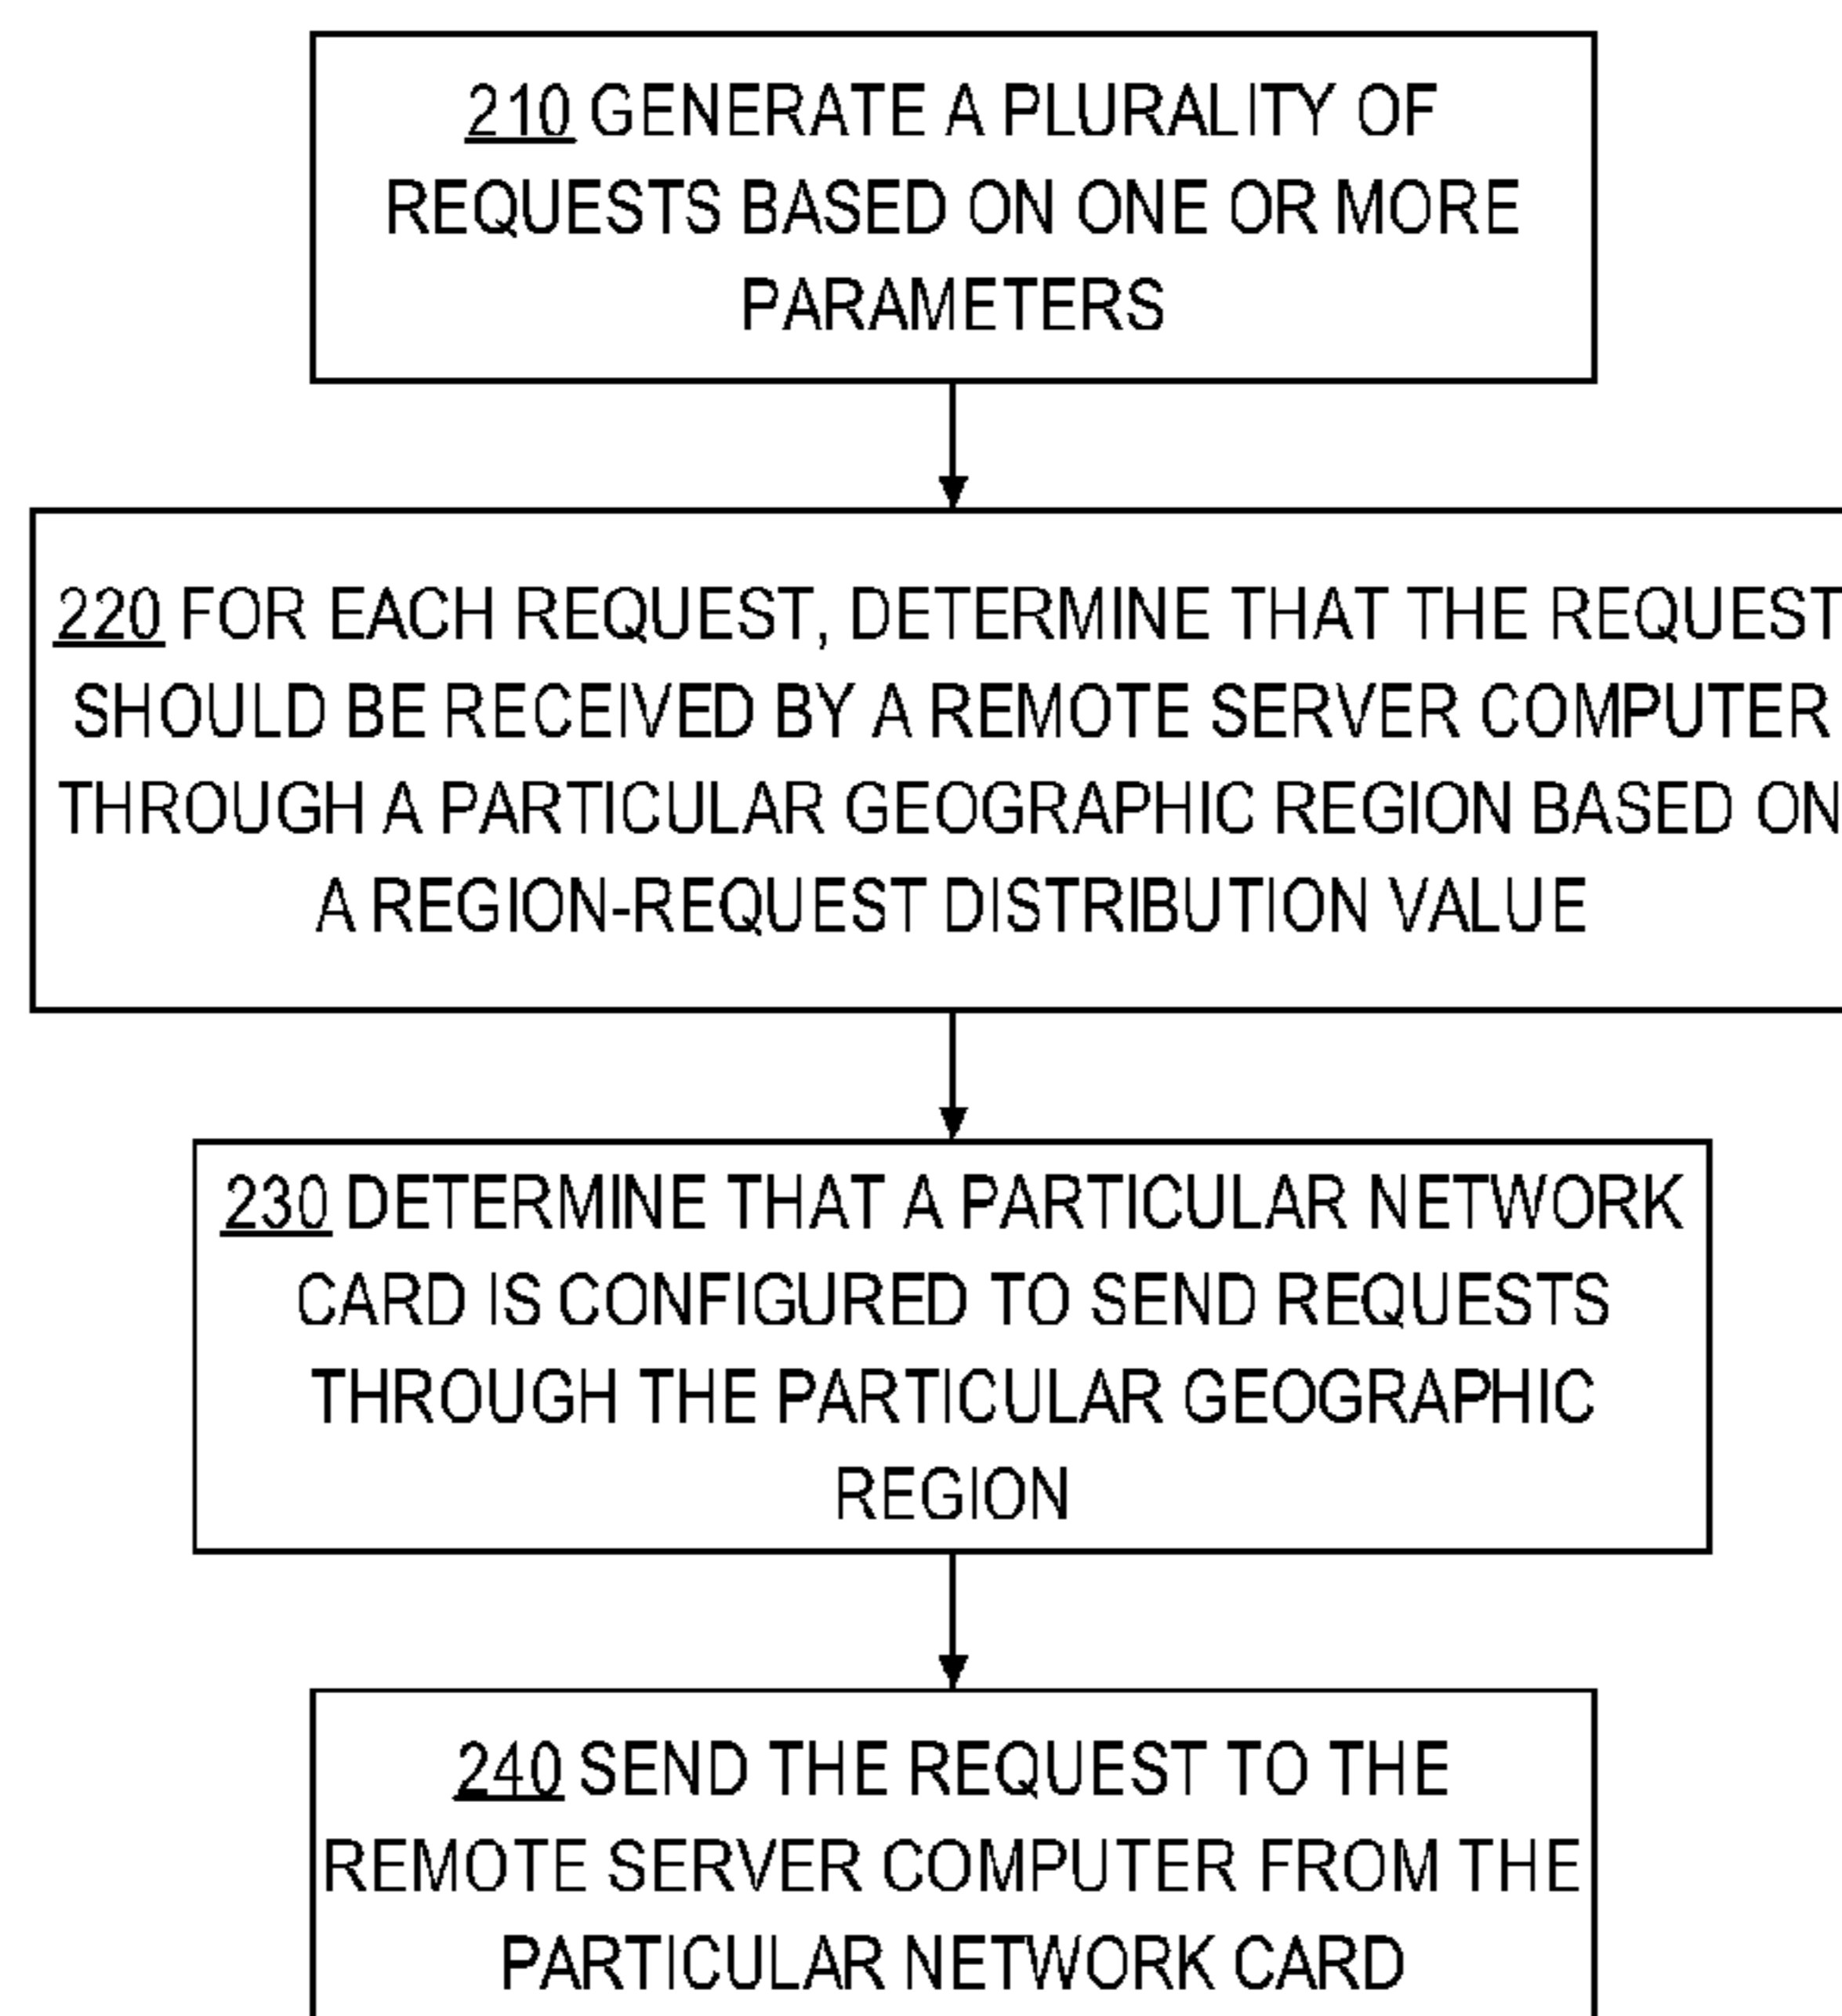 210 GENERATE A PLURALITY OF
REQUESTS BASED ON ONE OR MORE
PARAMETERS
220 FOR EACH REQUEST, DETERMINE THAT THE REQUEST
SHOULD BE RECEIVED BY A REMOTE SERVER COMPUTER
THROUGH A PARTICULAR GEOGRAPHIC REGION BASED ON
A REGION-REQUEST DISTRIBUTION VALUE
230 DETERMINE THAT A PARTICULAR NETWORK
CARD IS CONFIGURED TO SEND REQUESTS
THROUGH THE PARTICULAR GEOGRAPHIC
REGION
240 SEND THE REQUEST TO THE
REMOTE SERVER COMPUTER FROM THE
PARTICULAR NETWORK CARD